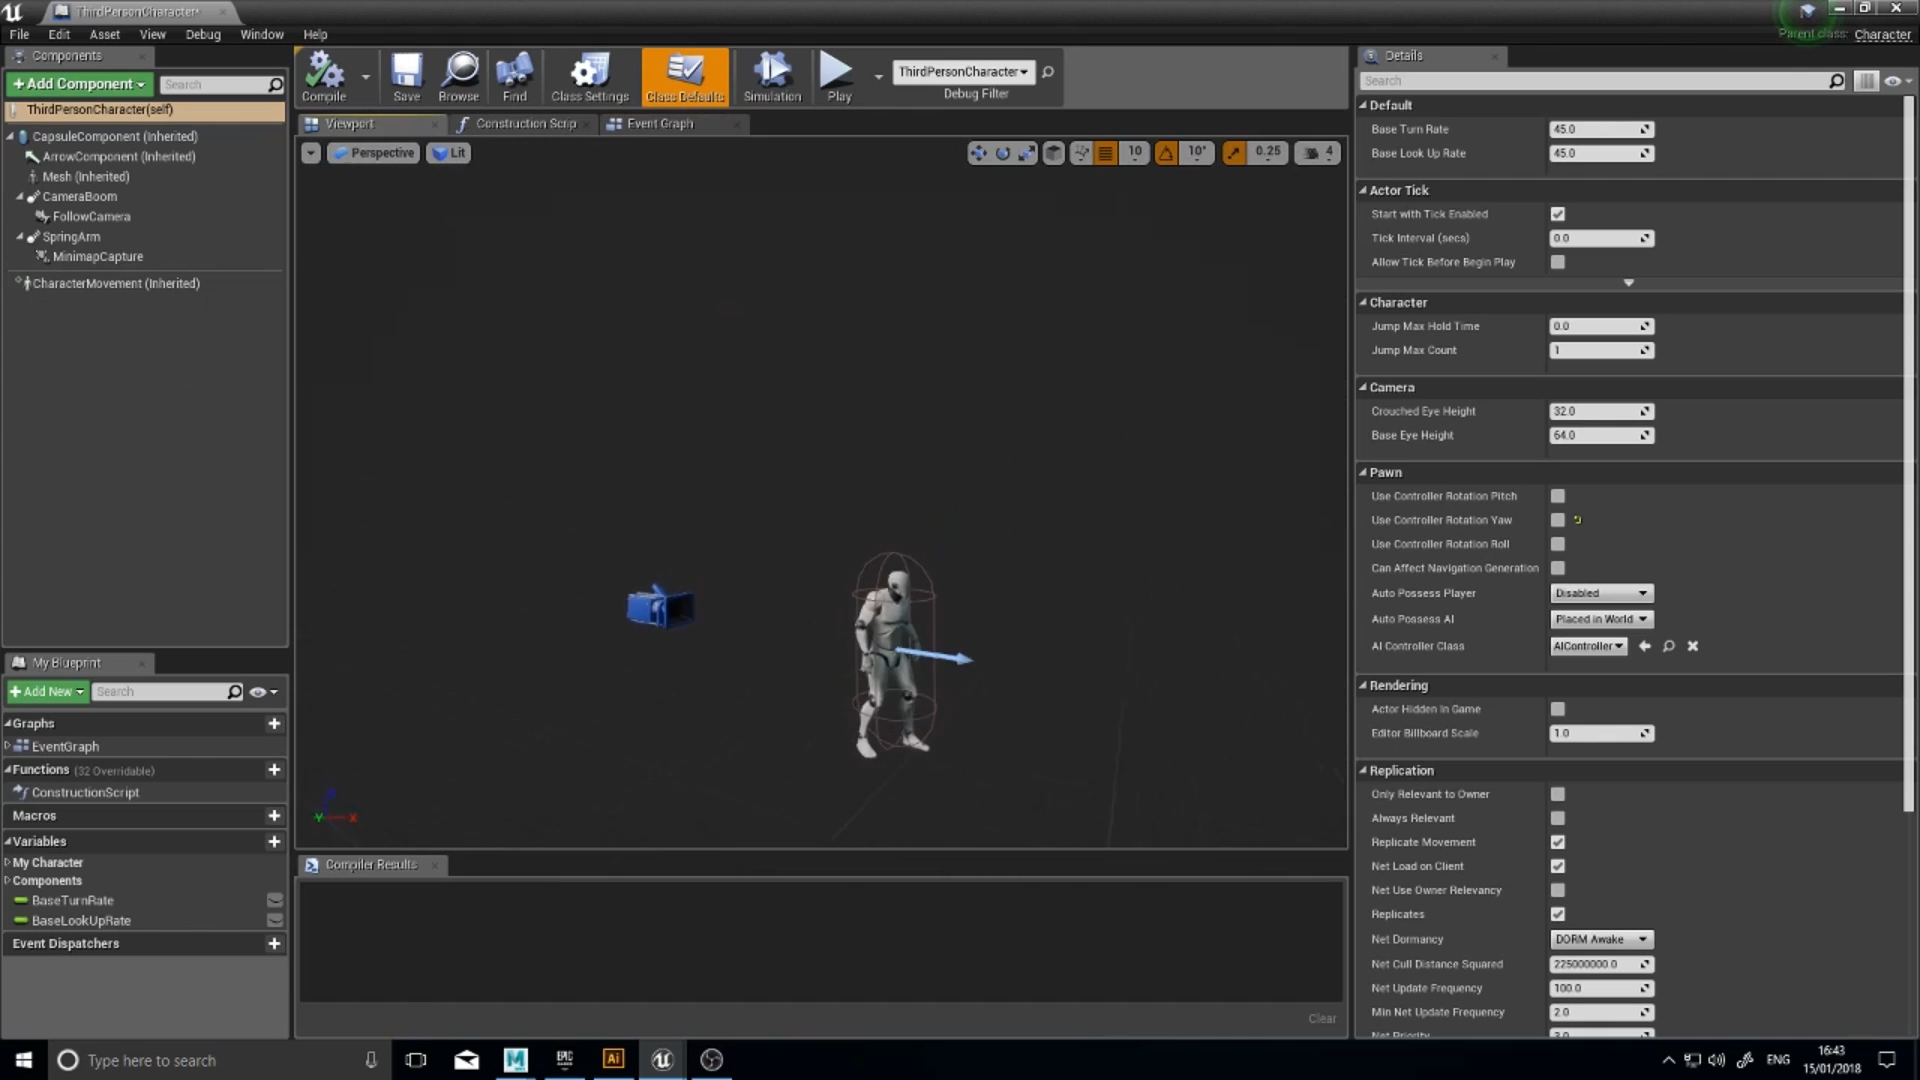 ThirdPersonCharacter*
File Edit Asset View Debug Window Help
Parent class: Character
Components
+Add Component
Search
ThirdPersonCharacter(self)
CapsuleComponent (Inherited)
ArrowComponent (Inherited)
Mesh (Inherited)
CameraBoom
FollowCamera
SpringArm
MinimapCapture
CharacterMovement (Inherited)
Compile
Save
Browse
Find
Class Settings
Class Defaults
Simulation
Play
ThirdPersonCharacter
Debug Filter
Viewport
Construction Scrip
Event Graph
Perspective
Lit
10
10°
0.25
4
My Blueprint
+Add New
Search
Graphs
EventGraph
Functions (32 Overridable)
ConstructionScript
Macros
Variables
My Character
Components
BaseTurnRate
BaseLookUpRate
Event Dispatchers
Compiler Results
Clear
Details
Search
Default
Base Turn Rate 45.0
Base Look Up Rate 45.0
Actor Tick
Start with Tick Enabled
Tick Interval (secs) 0.0
Allow Tick Before Begin Play
Character
Jump Max Hold Time 0.0
Jump Max Count 1
Camera
Crouched Eye Height 32.0
Base Eye Height 64.0
Pawn
Use Controller Rotation Pitch
Use Controller Rotation Yaw
Use Controller Rotation Roll
Can Affect Navigation Generation
Auto Possess Player Disabled
Auto Possess AI Placed in World
AI Controller Class AIController
Rendering
Actor Hidden In Game
Editor Billboard Scale 1.0
Replication
Only Relevant to Owner
Always Relevant
Replicate Movement
Net Load on Client
Net Use Owner Relevancy
Replicates
Net Dormancy DORM Awake
Net Cull Distance Squared 225000000.0
Net Update Frequency 100.0
Min Net Update Frequency 2.0
Net Priority 3.0
Type here to search
M
EPIC
Ai
ENG
16:43
15/01/2018